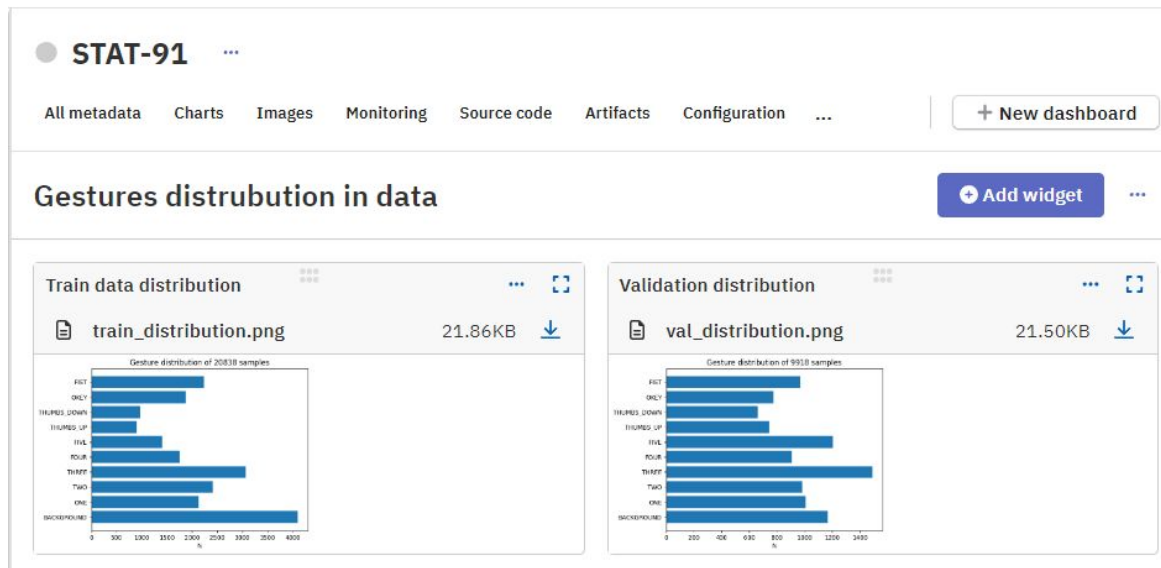 STAT-91 ...
All metadata Charts Images Monitoring Source code Artifacts Configuration ... + New dashboard
Gestures distrubution in data
Add widget ...
Train data distribution ...
train_distribution.png 21.86KB
Gesture distribution of 20838 samples
FIST
OKEY
THUMBS_DOWN
THUMBS_UP
FIVE
FOUR
THREE
TWO
ONE
BACKGROUND
0 500 1000 1500 2000 2500 3000 3500 4000
N
Validation distribution ...
val_distribution.png 21.50KB
Gesture distribution of 9918 samples
FIST
OKEY
THUMBS_DOWN
THUMBS_UP
FIVE
FOUR
THREE
TWO
ONE
BACKGROUND
0 200 400 600 800 1000 1200 1400
N